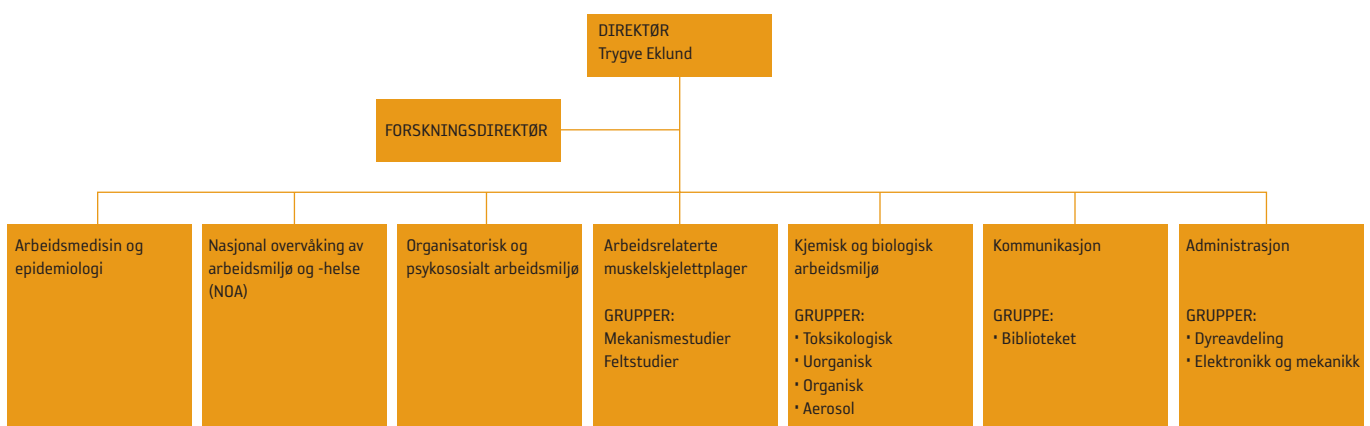 DIREKTØR
Trygve Eklund
FORSKNINGSDIREKTØR
Arbeidsmedisin og
epidemiologi
Nasjonal overvåking av
arbeidsmiljø og -helse
(NOA)
Organisatorisk og
psykososialt arbeidsmiljø
Arbeidsrelaterte
muskelskjelettplager
GRUPPER:
Mekanismestudier
Feltstudier
Kjemisk og biologisk
arbeidsmiljø
GRUPPER:
• Toksikologisk
• Uorganisk
• Organisk
• Aerosol
Kommunikasjon
GRUPPE:
• Biblioteket
Administrasjon
GRUPPER:
• Dyreavdeling
• Elektronikk og mekanikk